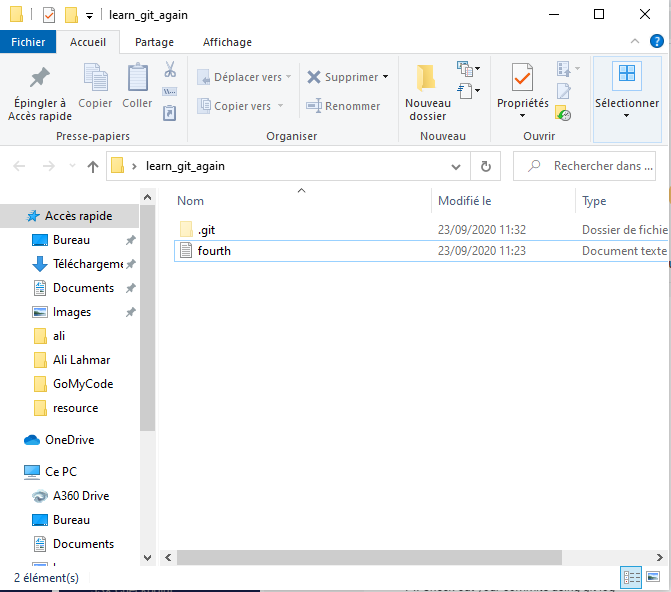 learn_git_again
Fichier Accueil Partage Affichage
Épingler à Accès rapide
Copier
Coller
Presse-papiers
Déplacer vers
Copier vers
Supprimer
Renommer
Organiser
Nouveau dossier
Nouveau
Propriétés
Ouvrir
Sélectionner
learn_git_again
Rechercher dans ...
Nom Modifié le Type
.git 23/09/2020 11:32 Dossier de fichie
fourth 23/09/2020 11:23 Document texte
Accès rapide
Bureau
Téléchargeme
Documents
Images
ali
Ali Lahmar
GoMyCode
resource
OneDrive
Ce PC
A360 Drive
Bureau
Documents
2 élément(s)